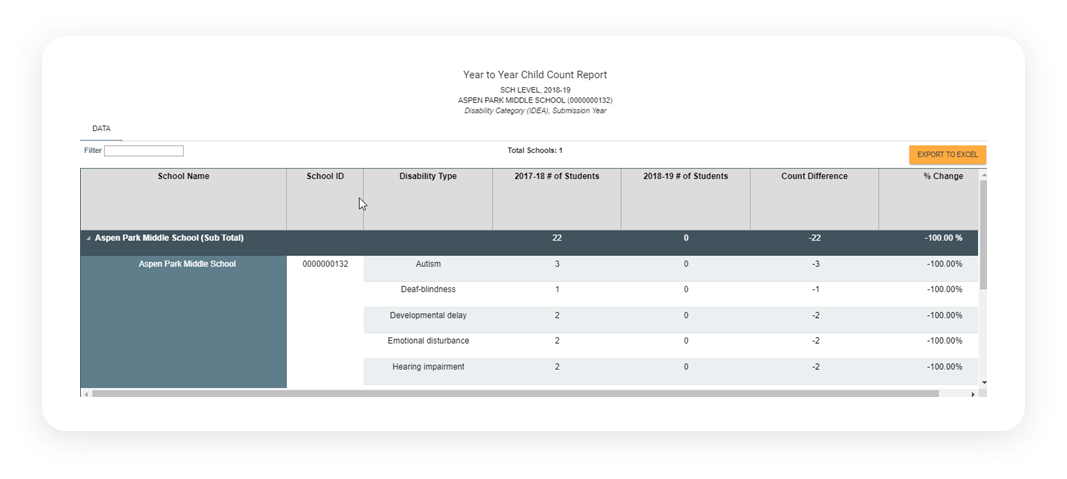 Year to Year Child Count Report
SCH LEVEL, 2018-19
ASPEN PARK MIDDLE SCHOOL (0000000132)
Disability Category (IDEA), Submission Year
DATA
Filter
Total Schools: 1
EXPORT TO EXCEL
School Name School ID Disability Type 2017-18 # of Students 2018-19 # of Students Count Difference % Change
Aspen Park Middle School (Sub Total) 22 0 -22 -100.00 %
Aspen Park Middle School 0000000132 Autism 3 0 -3 -100.00%
Deaf-blindness 1 0 -1 -100.00%
Developmental delay 2 0 -2 -100.00%
Emotional disturbance 2 0 -2 -100.00%
Hearing impairment 2 0 -2 -100.00%